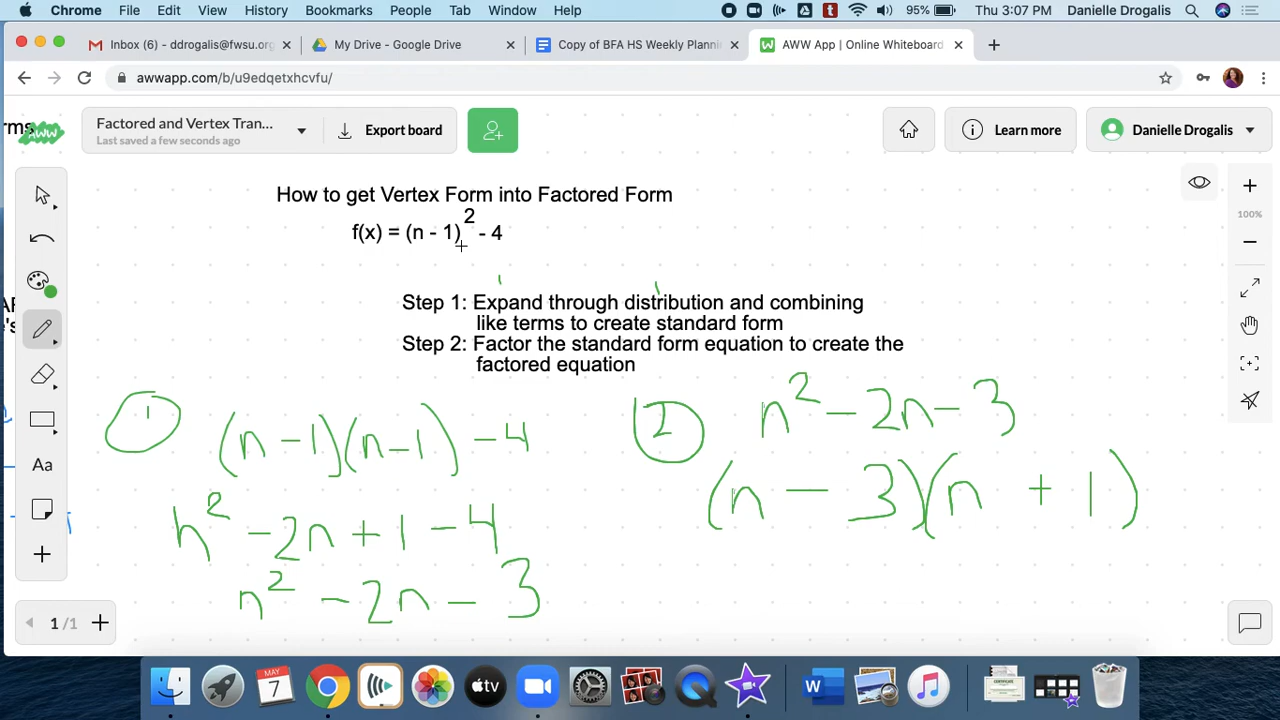 Chrome File Edit View History Bookmarks People Tab Window Help 95% Thu 3:07 PM Danielle Drogalis
Inbox (6) - ddrogalis@fwsu.org My Drive - Google Drive Copy of BFA HS Weekly Planni AWW App | Online Whiteboard
awwapp.com/b/u9edqetxhcvfu/
AWW Factored and Vertex Tran... Export board Learn more Danielle Drogalis
Last saved a few seconds ago
How to get Vertex Form into Factored Form
f(x) = (n - 1)² - 4
100%
Step 1: Expand through distribution and combining
like terms to create standard form
Step 2: Factor the standard form equation to create the
factored equation
1 (n - 1)(n - 1) - 4
n² - 2n + 1 - 4
n² - 2n - 3
2 n² - 2n - 3
(n - 3)(n + 1)
Aa
1 /1
MAY 7 tv W